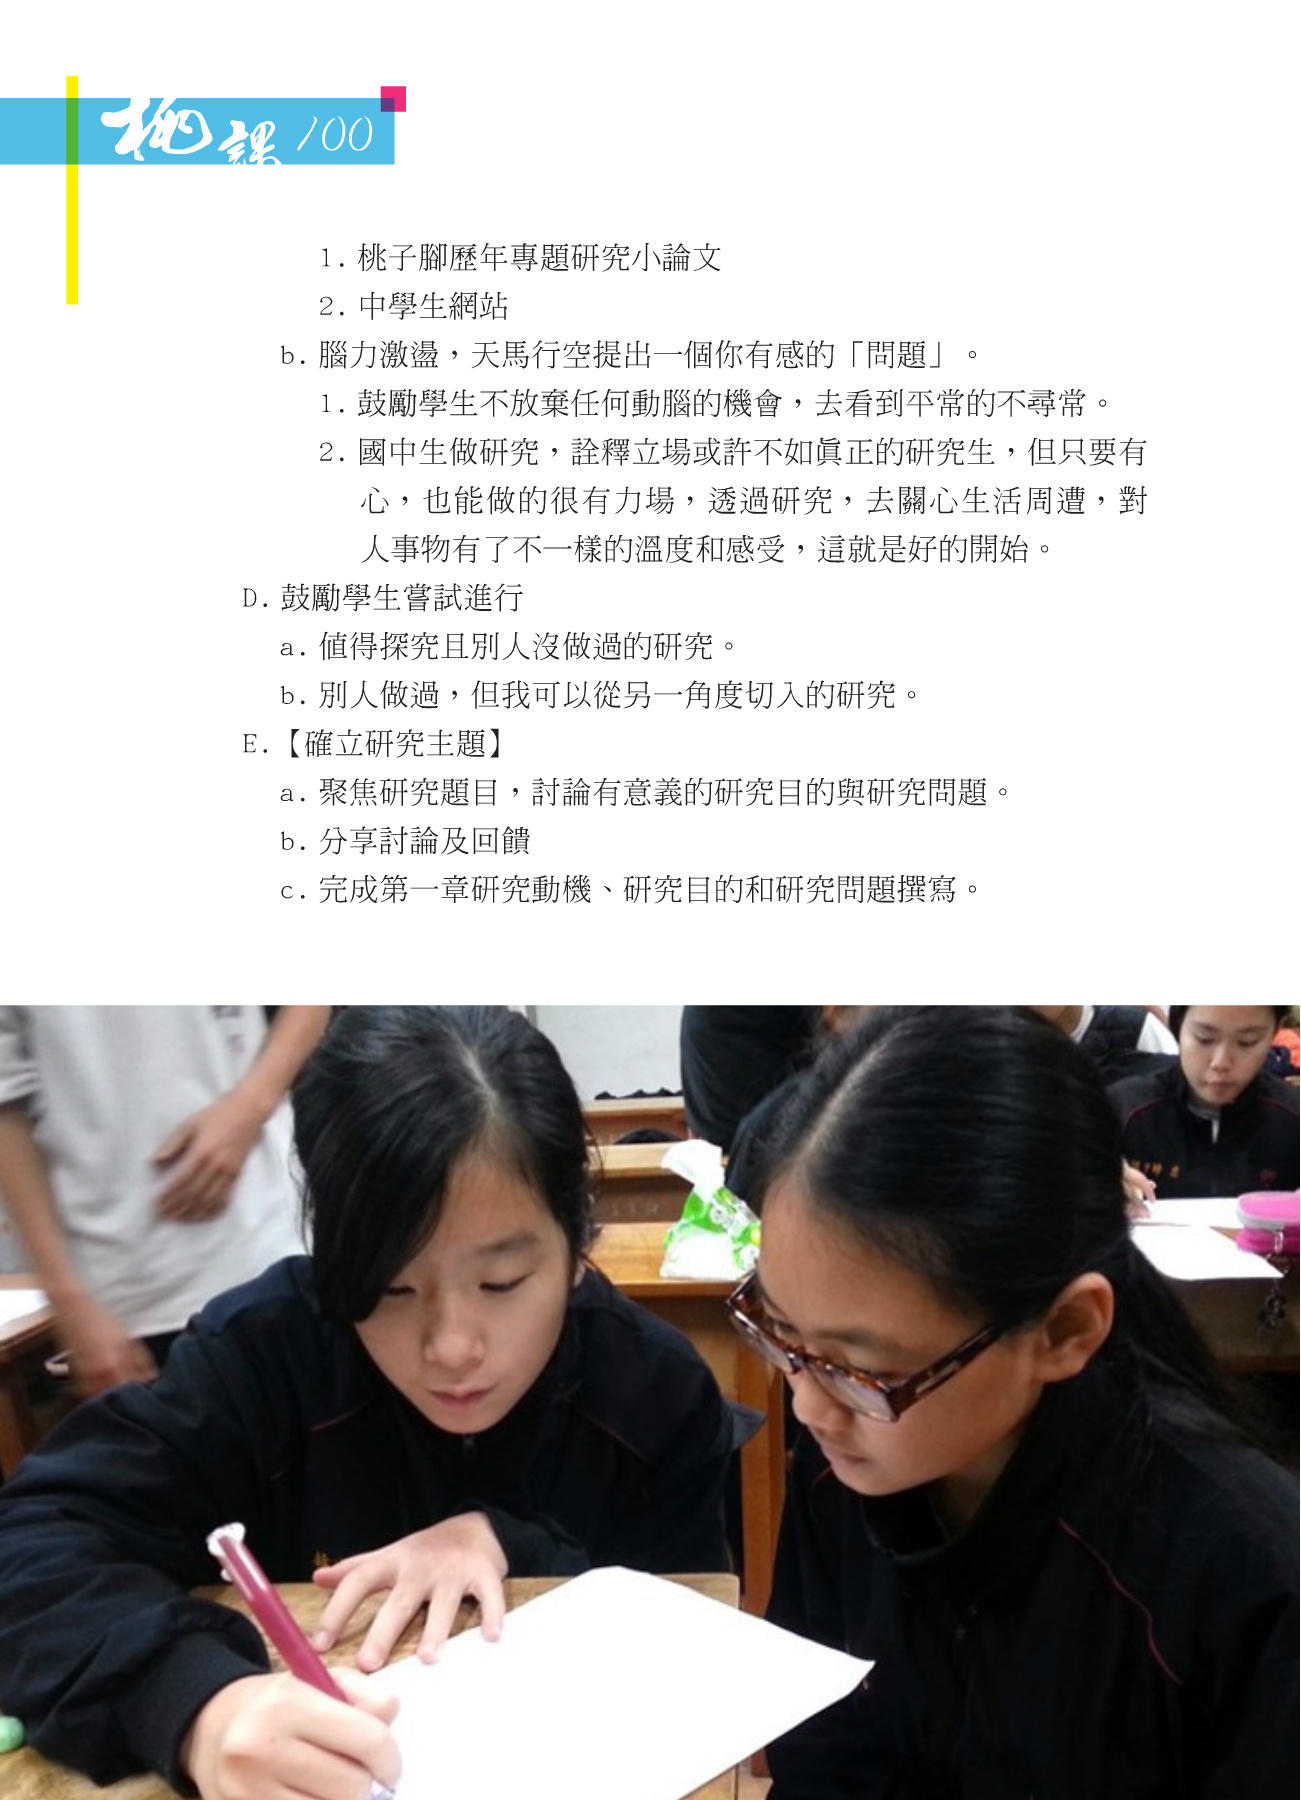 桃課100
1. 桃子腳歷年專題研究小論文
2. 中學生網站
b. 腦力激盪，天馬行空提出一個你有感的「問題」。
1. 鼓勵學生不放棄任何動腦的機會，去看到平常的不尋常。
2. 國中生做研究，詮釋立場或許不如真正的研究生，但只要有
心，也能做的很有力場，透過研究，去關心生活周遭，對
人事物有了不一樣的溫度和感受，這就是好的開始。
D. 鼓勵學生嘗試進行
a. 值得探究且別人沒做過的研究。
b. 別人做過，但我可以從另一角度切入的研究。
E.【確立研究主題】
a. 聚焦研究題目，討論有意義的研究目的與研究問題。
b. 分享討論及回饋
c. 完成第一章研究動機、研究目的和研究問題撰寫。